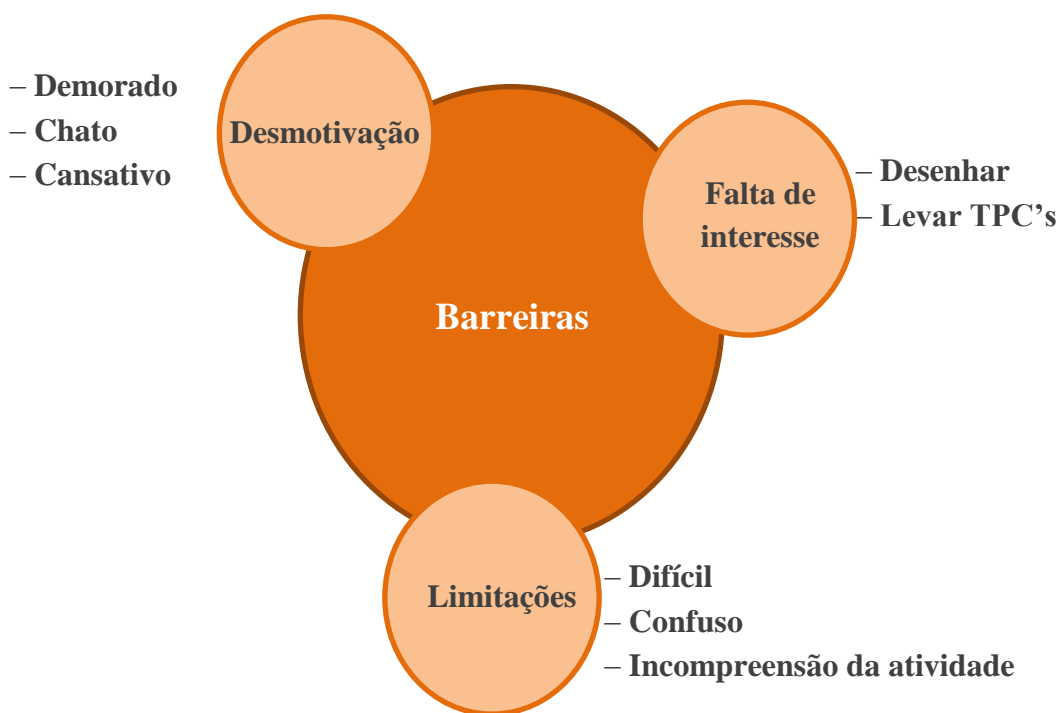 – Demorado
– Chato
– Cansativo
Desmotivação
Falta de
interesse
– Desenhar
– Levar TPC’s
Barreiras
Limitações
– Difícil
– Confuso
– Incompreensão da atividade